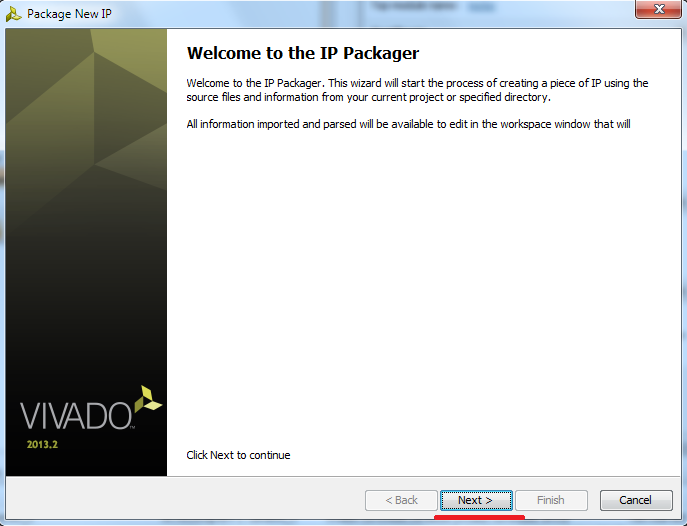 Package New IP
Welcome to the IP Packager
Welcome to the IP Packager. This wizard will start the process of creating a piece of IP using the
source files and information from your current project or specified directory.
All information imported and parsed will be available to edit in the workspace window that will
VIVADO
2013.2
Click Next to continue
< Back
Next >
Finish
Cancel